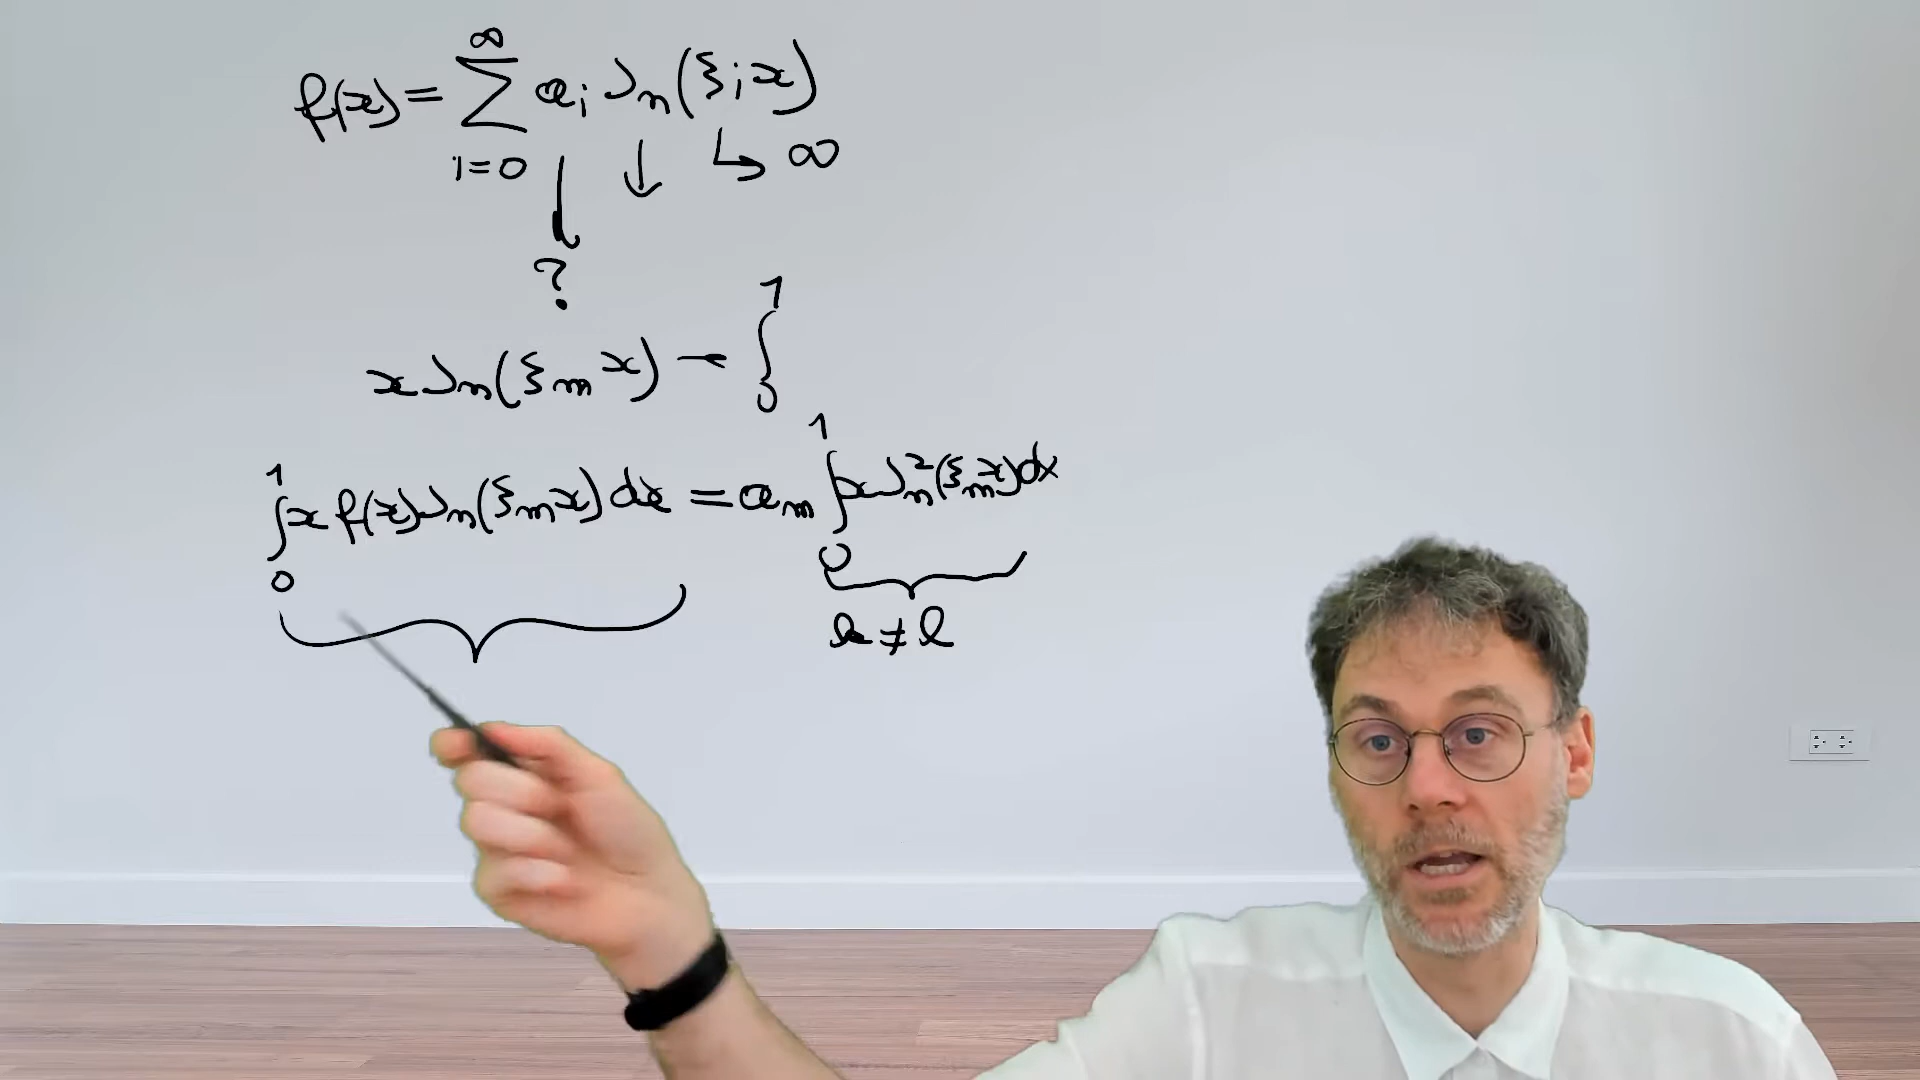 f(x) = ∑_{i=0}^{∞} a_i J_n(ξ_i x)
↓ ↓ ↳ ∞
?
x J_n(ξ_m x) → ∫_0^1
∫_0^1 x f(x) J_n(ξ_m x) dx = a_m ∫_0^1 x J_n^2(ξ_m x) dx
k ≠ l